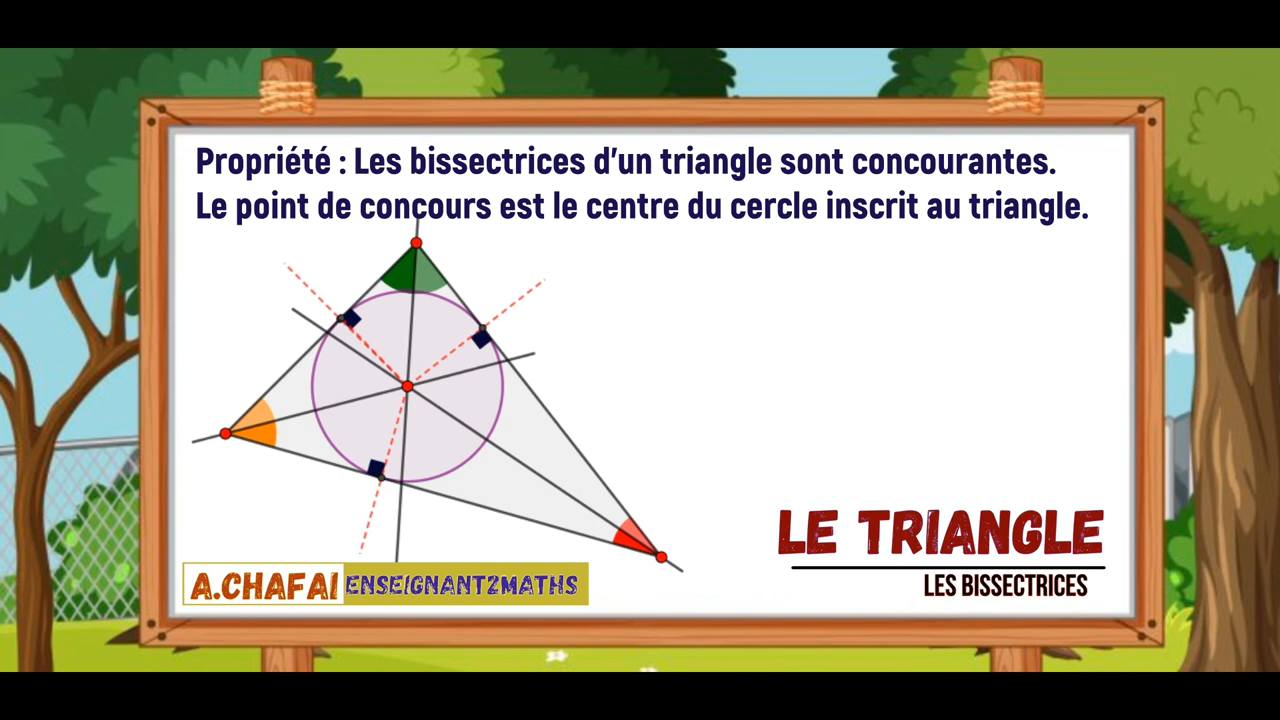 Propriété : Les bissectrices d’un triangle sont concourantes.
Le point de concours est le centre du cercle inscrit au triangle.
LE TRIANGLE
LES BISSECTRICES
A.CHAFAI ENSEIGNANT2MATHS